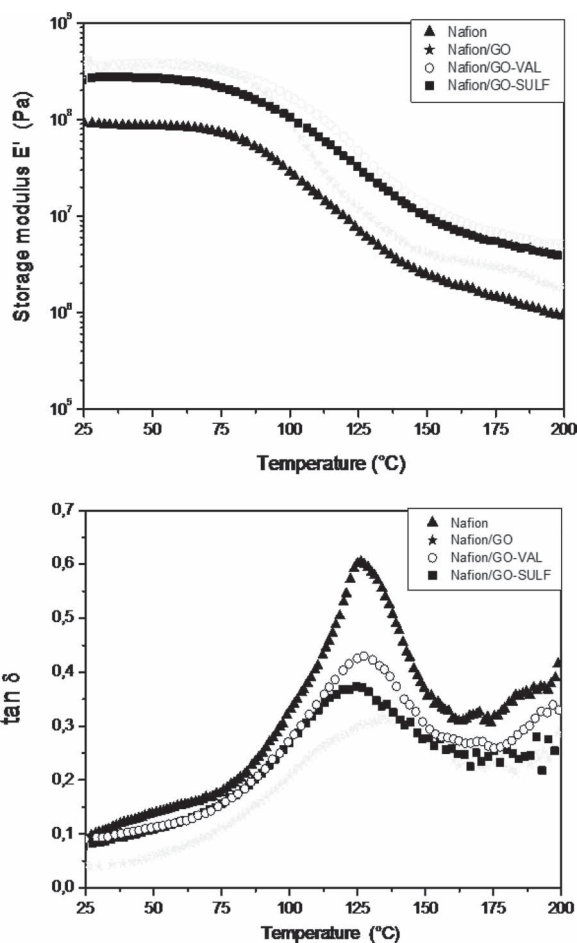 10⁹
10⁸
10⁷
10⁶
10⁵
Storage modulus E' (Pa)
Nafion
Nafion/GO
Nafion/GO-VAL
Nafion/GO-SULF
25 50 75 100 125 150 175 200
Temperature (°C)
0,7
0,6
0,5
0,4
0,3
0,2
0,1
0,0
tan δ
Nafion
Nafion/GO
Nafion/GO-VAL
Nafion/GO-SULF
25 50 75 100 125 150 175 200
Temperature (°C)